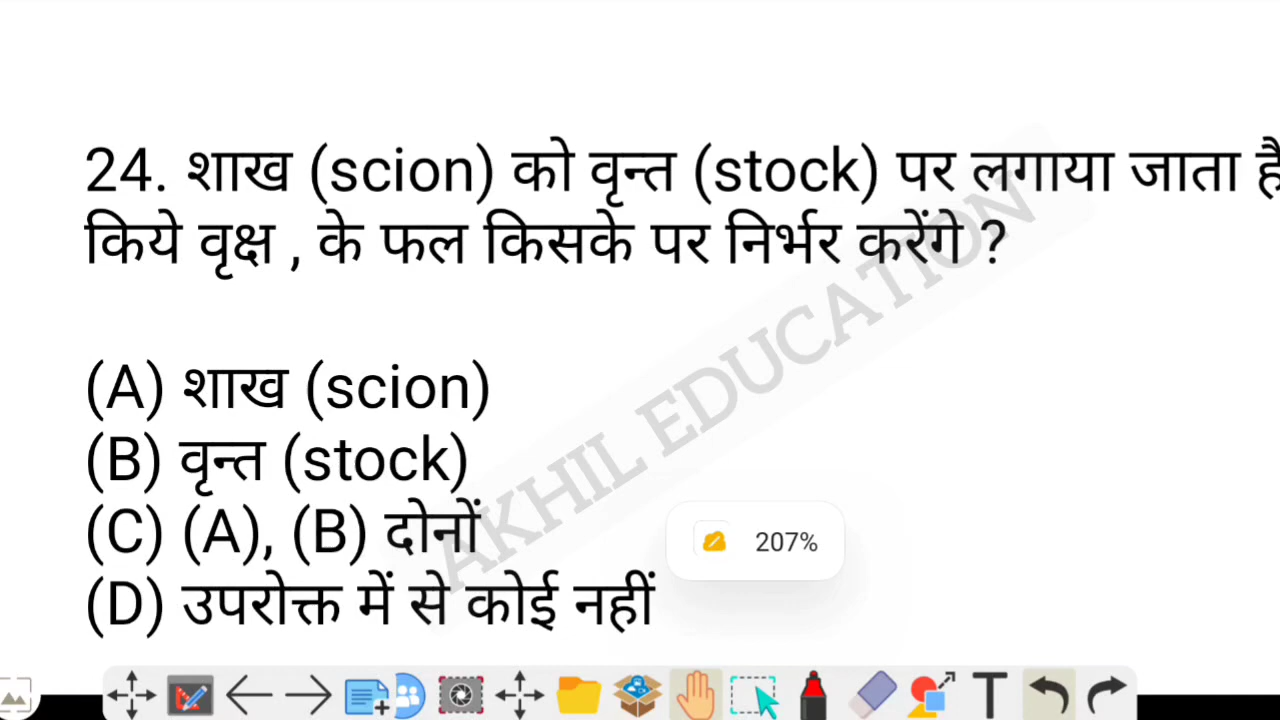 24. शाख (scion) को वृन्त (stock) पर लगाया जाता है
किये वृक्ष , के फल किसके पर निर्भर करेंगे ?
(A) शाख (scion)
(B) वृन्त (stock)
(C) (A), (B) दोनों
(D) उपरोक्त में से कोई नहीं
AKHIL EDUCATION
207%
T